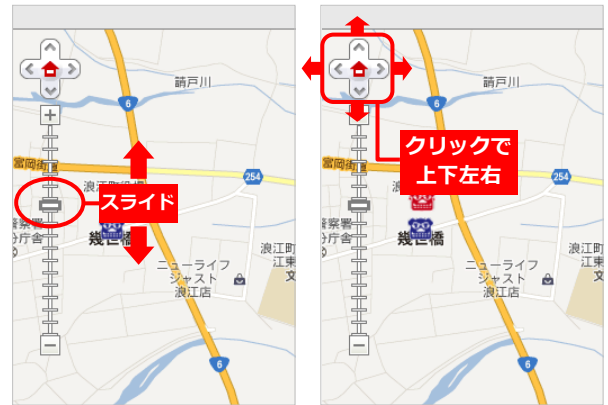 請戸川
6
富岡街
254
浪江町役場
スライド
警察署
分庁舎
幾世橋
浪江町
江東
文
ニューライフ
ジャスト
浪江店
6
請戸川
6
クリックで
上下左右
富岡街
254
浪
警察署
分庁舎
幾世橋
浪江町
江東
文
ニューライフ
ジャスト
浪江店
6